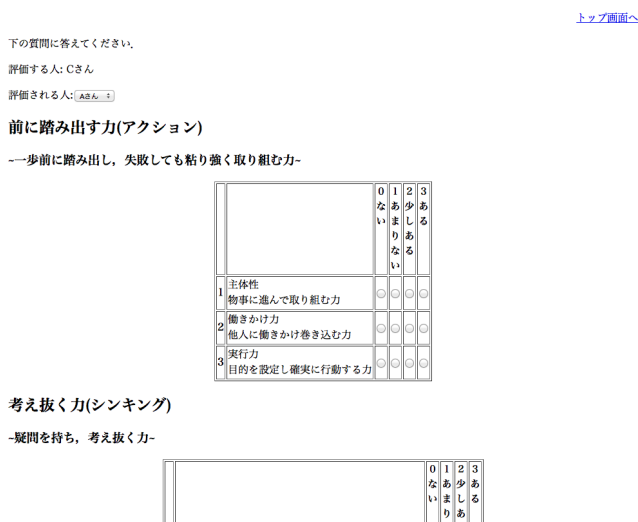 トップ画面へ
下の質問に答えてください.
評価する人: Cさん
評価される人: Aさん
前に踏み出す力(アクション)
~一歩前に踏み出し，失敗しても粘り強く取り組む力~
0 ない
1 あまりない
2 少しある
3 ある
1 主体性
物事に進んで取り組む力
2 働きかけ力
他人に働きかけ巻き込む力
3 実行力
目的を設定し確実に行動する力
考え抜く力(シンキング)
~疑問を持ち，考え抜く力~
0 ない
1 あまり
2 少しあ
3 ある